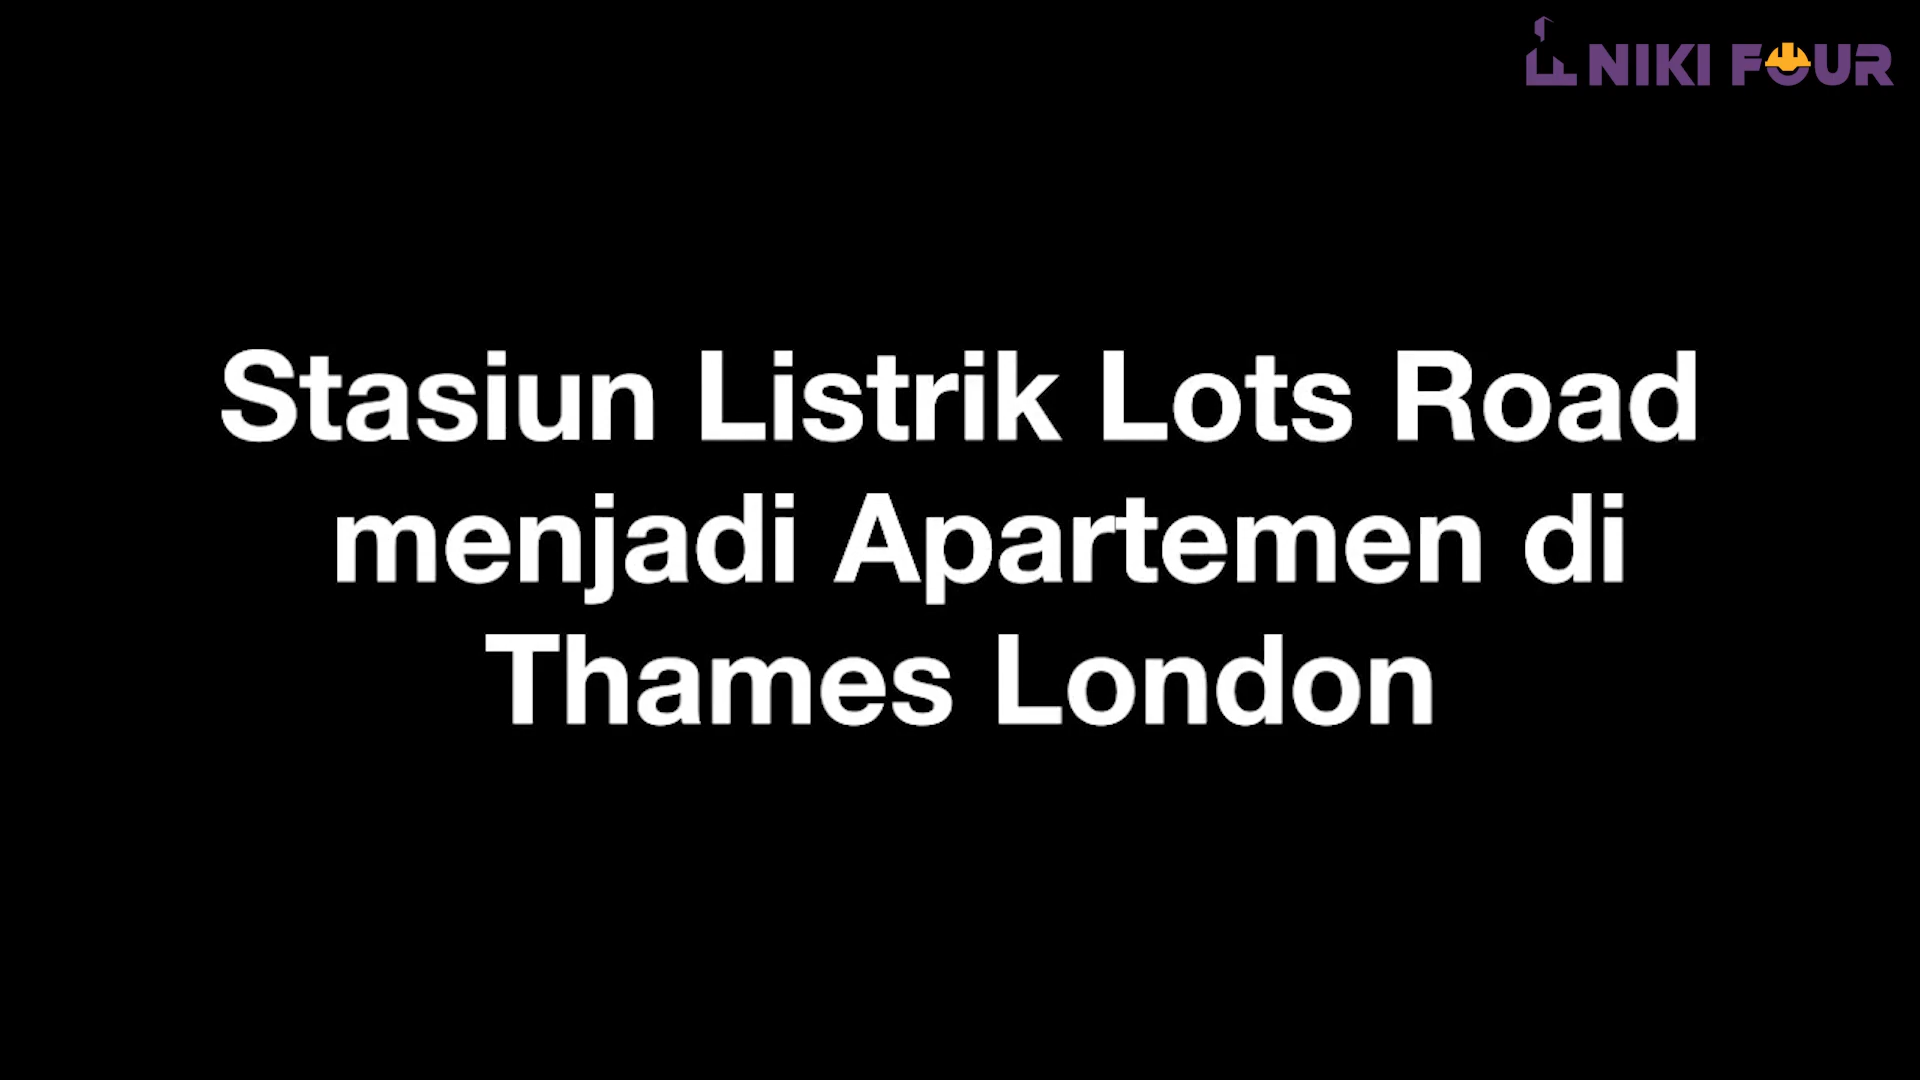 NIKI FOUR
Stasiun Listrik Lots Road
menjadi Apartemen di
Thames London